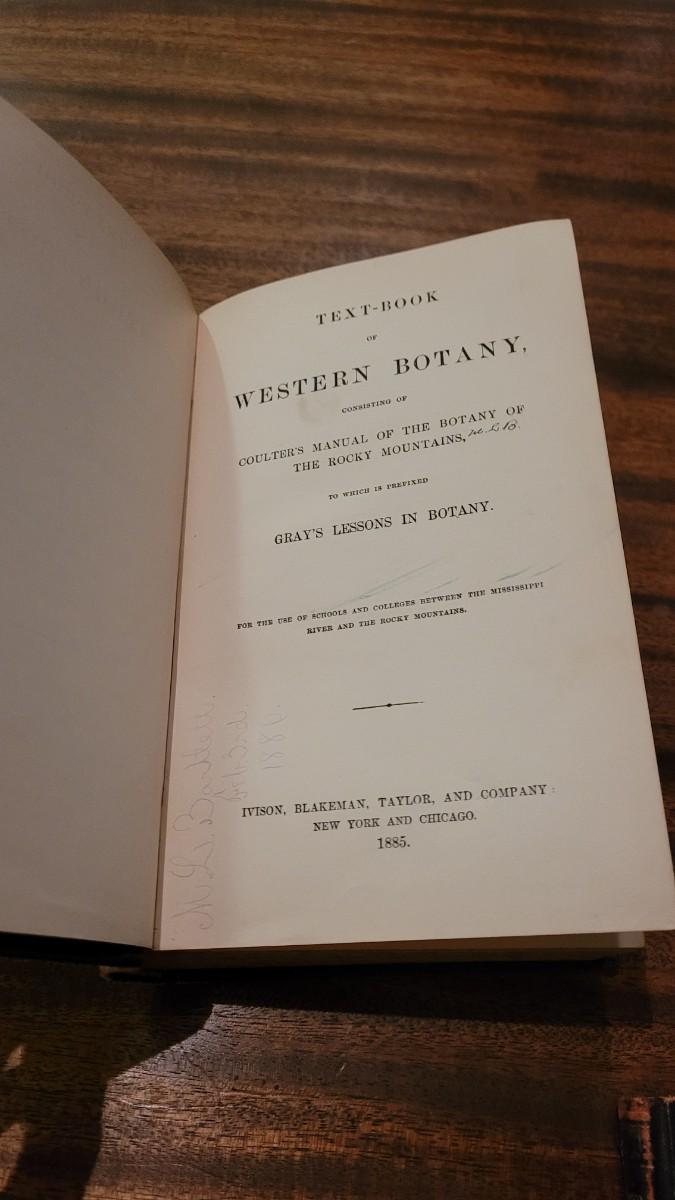 TEXT-BOOK
OF
WESTERN BOTANY,
CONSISTING OF
COULTER'S MANUAL OF THE BOTANY OF
THE ROCKY MOUNTAINS,
TO WHICH IS PREFIXED
GRAY'S LESSONS IN BOTANY.
FOR THE USE OF SCHOOLS AND COLLEGES BETWEEN THE MISSISSIPPI
RIVER AND THE ROCKY MOUNTAINS.
IVISON, BLAKEMAN, TAYLOR, AND COMPANY:
NEW YORK AND CHICAGO.
1885.
M. L. Bartlett.
1886.